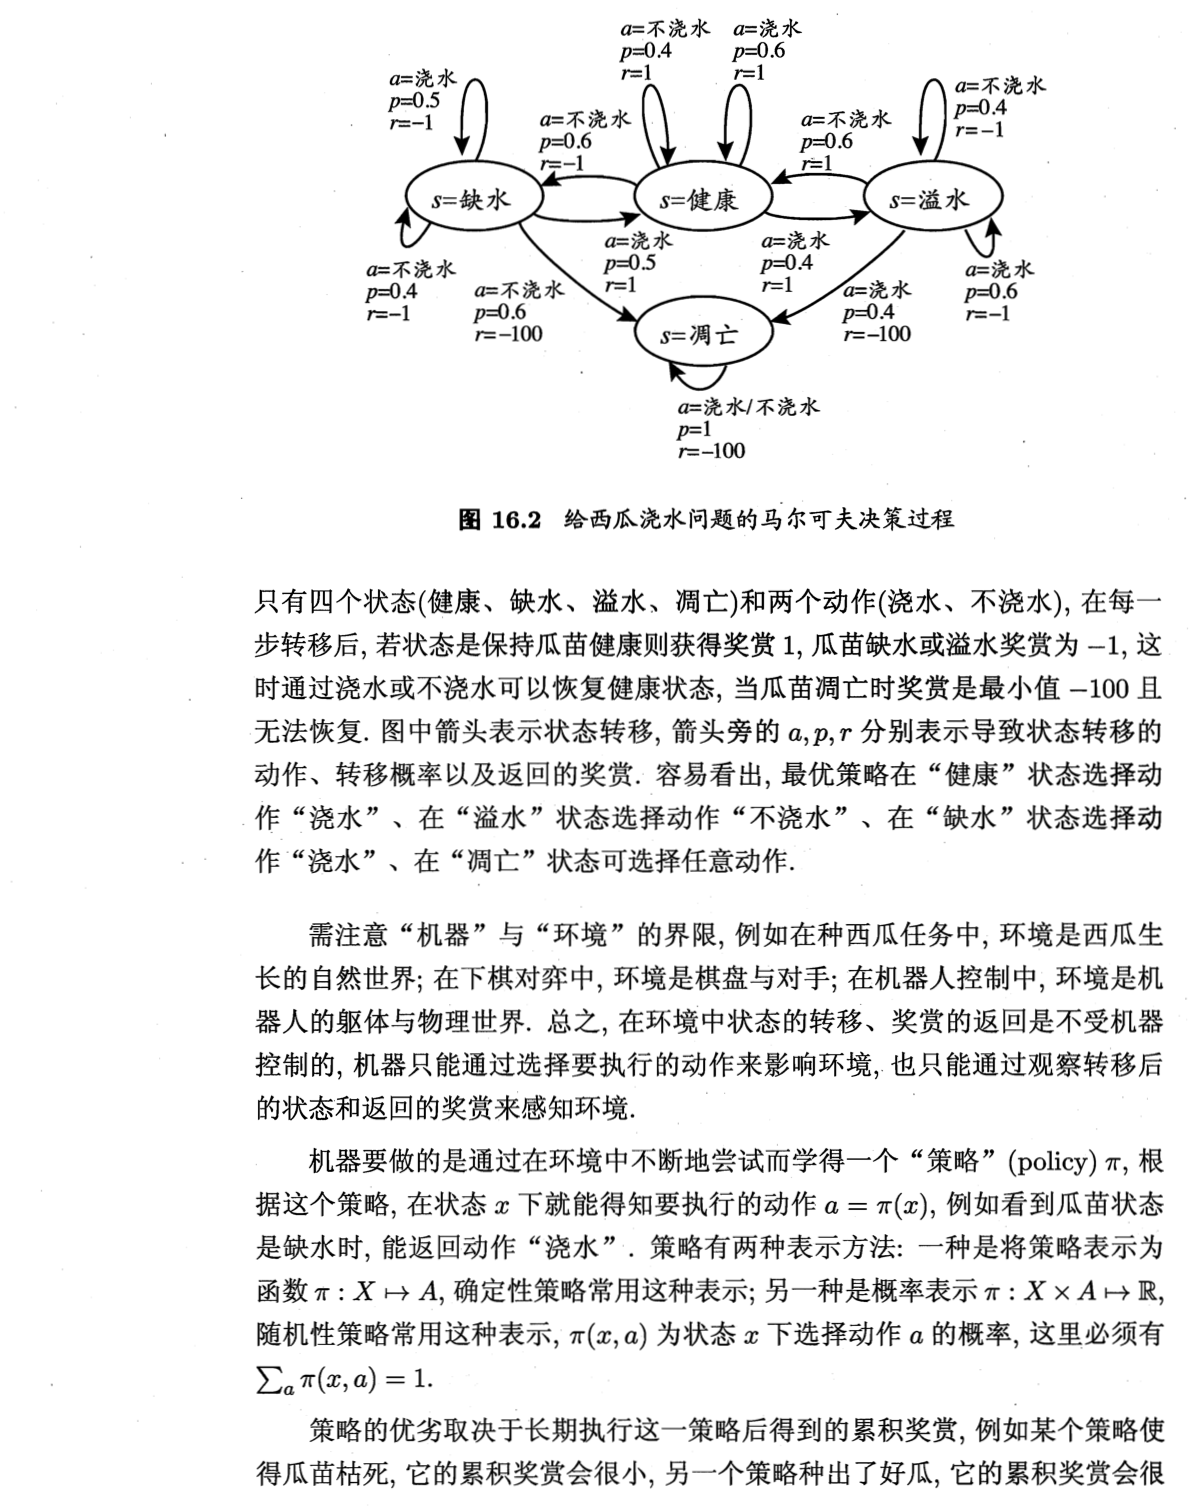 a=不浇水
p=0.4
r=1
a=浇水
p=0.6
r=1
a=浇水
p=0.5
r=−1
a=不浇水
p=0.4
r=−1
a=不浇水
p=0.6
r=−1
a=不浇水
p=0.6
r=1
s=缺水
s=健康
s=溢水
a=浇水
p=0.5
r=1
a=浇水
p=0.4
r=1
a=不浇水
p=0.4
r=−1
a=不浇水
p=0.6
r=−100
a=浇水
p=0.4
r=−100
a=浇水
p=0.6
r=−1
s=凋亡
a=浇水/不浇水
p=1
r=−100
图 16.2 给西瓜浇水问题的马尔可夫决策过程
只有四个状态(健康、缺水、溢水、凋亡)和两个动作(浇水、不浇水), 在每一
步转移后, 若状态是保持瓜苗健康则获得奖赏 1, 瓜苗缺水或溢水奖赏为 −1, 这
时通过浇水或不浇水可以恢复健康状态, 当瓜苗凋亡时奖赏是最小值 −100 且
无法恢复. 图中箭头表示状态转移, 箭头旁的 a, p, r 分别表示导致状态转移的
动作、转移概率以及返回的奖赏. 容易看出, 最优策略在“健康”状态选择动
作“浇水”、在“溢水”状态选择动作“不浇水”、在“缺水”状态选择动
作“浇水”、在“凋亡”状态可选择任意动作.
需注意“机器”与“环境”的界限, 例如在种西瓜任务中, 环境是西瓜生
长的自然世界; 在下棋对弈中, 环境是棋盘与对手; 在机器人控制中, 环境是机
器人的躯体与物理世界. 总之, 在环境中状态的转移、奖赏的返回是不受机器
控制的, 机器只能通过选择要执行的动作来影响环境, 也只能通过观察转移后
的状态和返回的奖赏来感知环境.
机器要做的是通过在环境中不断地尝试而学得一个“策略”(policy) π, 根
据这个策略, 在状态 x 下就能得知要执行的动作 a = π(x), 例如看到瓜苗状态
是缺水时, 能返回动作“浇水”. 策略有两种表示方法: 一种是将策略表示为
函数 π : X ↦ A, 确定性策略常用这种表示; 另一种是概率表示 π : X × A ↦ ℝ,
随机性策略常用这种表示, π(x, a) 为状态 x 下选择动作 a 的概率, 这里必须有
∑ₐ π(x, a) = 1.
策略的优劣取决于长期执行这一策略后得到的累积奖赏, 例如某个策略使
得瓜苗枯死, 它的累积奖赏会很小, 另一个策略种出了好瓜, 它的累积奖赏会很